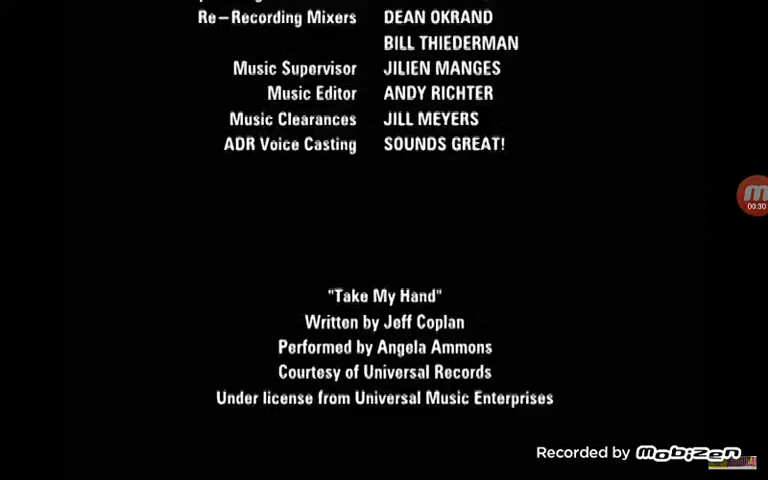 Re-Recording Mixers DEAN OKRAND
BILL THIEDERMAN
Music Supervisor JILIEN MANGES
Music Editor ANDY RICHTER
Music Clearances JILL MEYERS
ADR Voice Casting SOUNDS GREAT!
00:30
"Take My Hand"
Written by Jeff Coplan
Performed by Angela Ammons
Courtesy of Universal Records
Under license from Universal Music Enterprises
Recorded by mobizen